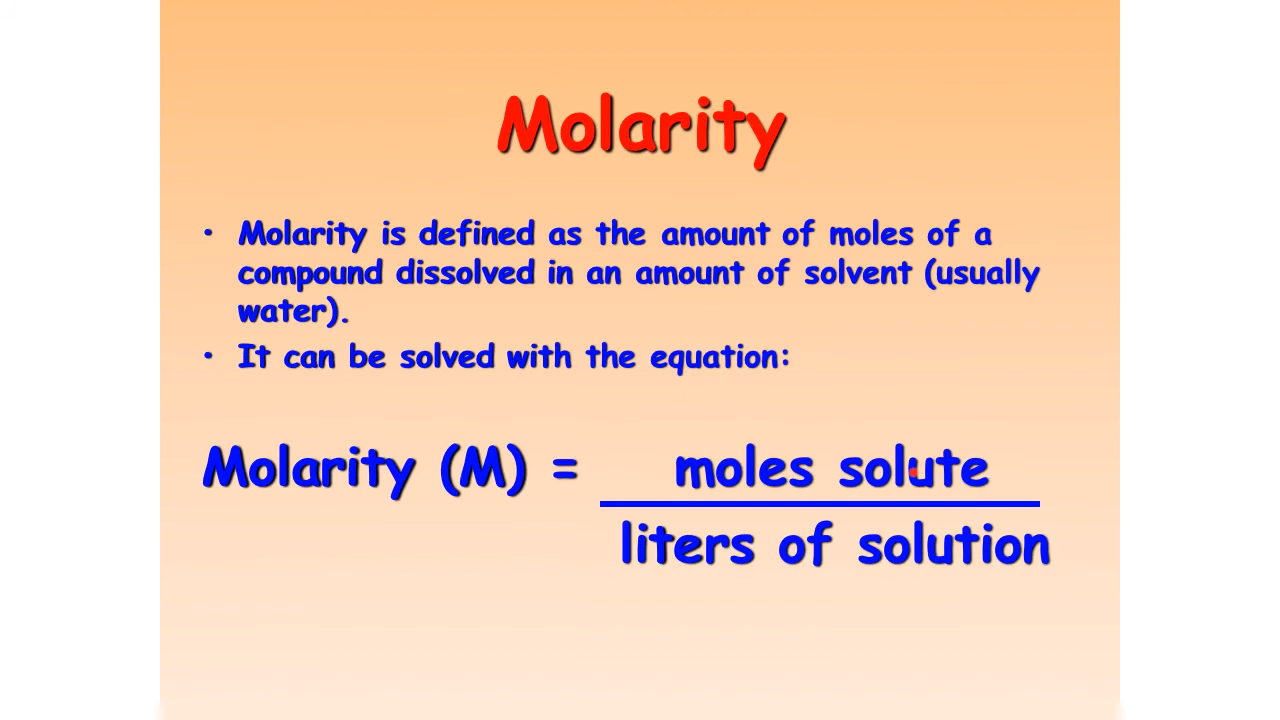 Molarity
• Molarity is defined as the amount of moles of a
compound dissolved in an amount of solvent (usually
water).
• It can be solved with the equation:
Molarity (M) = moles solute
liters of solution